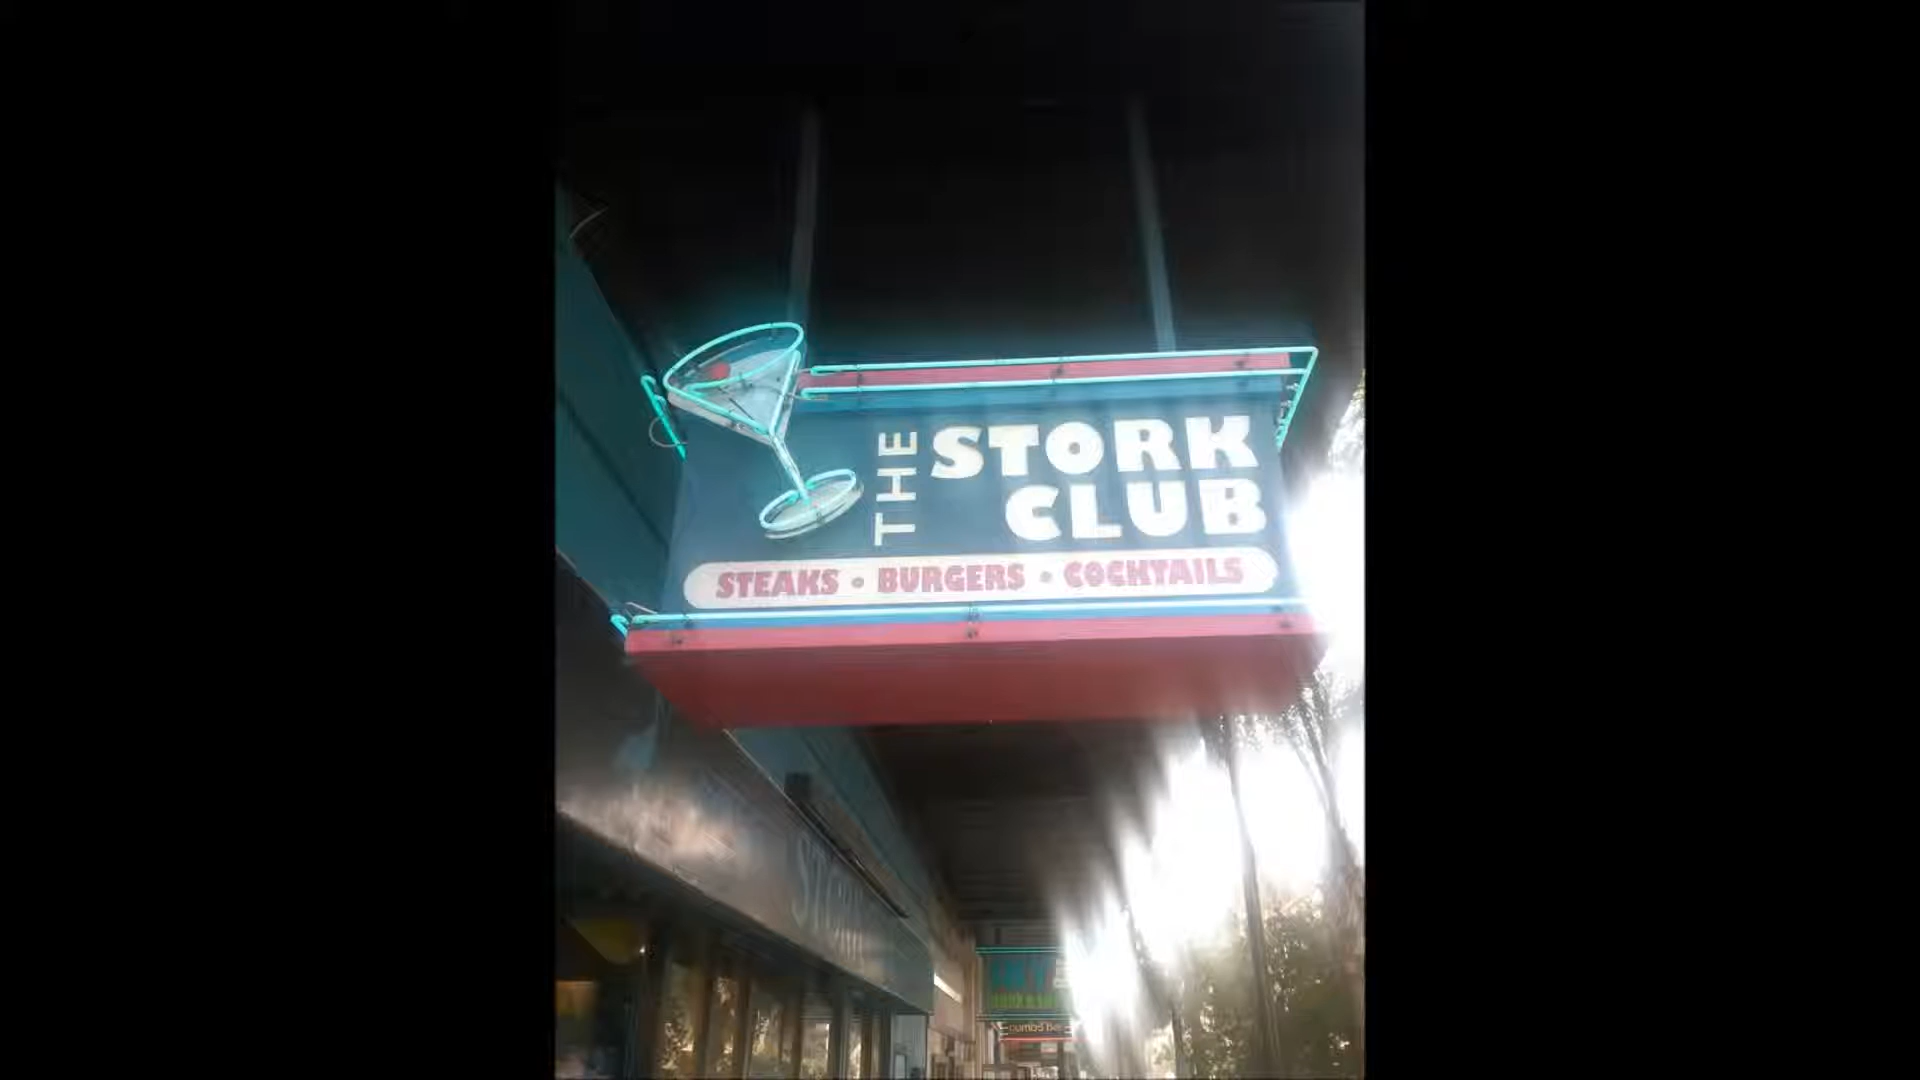 THE
STORK
CLUB
STEAKS • BURGERS • COCKTAILS